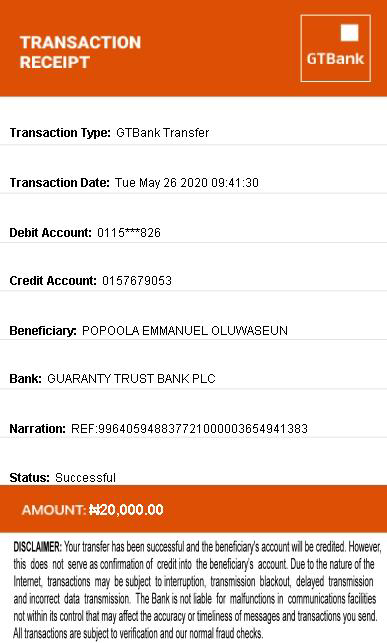 TRANSACTION
RECEIPT
GTBank
Transaction Type: GTBank Transfer
Transaction Date: Tue May 26 2020 09:41:30
Debit Account: 0115***826
Credit Account: 0157679053
Beneficiary: POPOOLA EMMANUEL OLUWASEUN
Bank: GUARANTY TRUST BANK PLC
Narration: REF:9964059488377210000036549413​83
Status: Successful
AMOUNT: ₦20,000.00
DISCLAIMER: Your transfer has been successful and the beneficiary's account will be credited. However,
this does not serve as confirmation of credit into the beneficiary's account. Due to the nature of the
Internet, transactions may be subject to interruption, transmission blackout, delayed transmission
and incorrect data transmission. The Bank is not liable for malfunctions in communications facilities
not within its control that may affect the accuracy or timeliness of messages and transactions you send.
All transactions are subject to verification and our normal fraud checks.